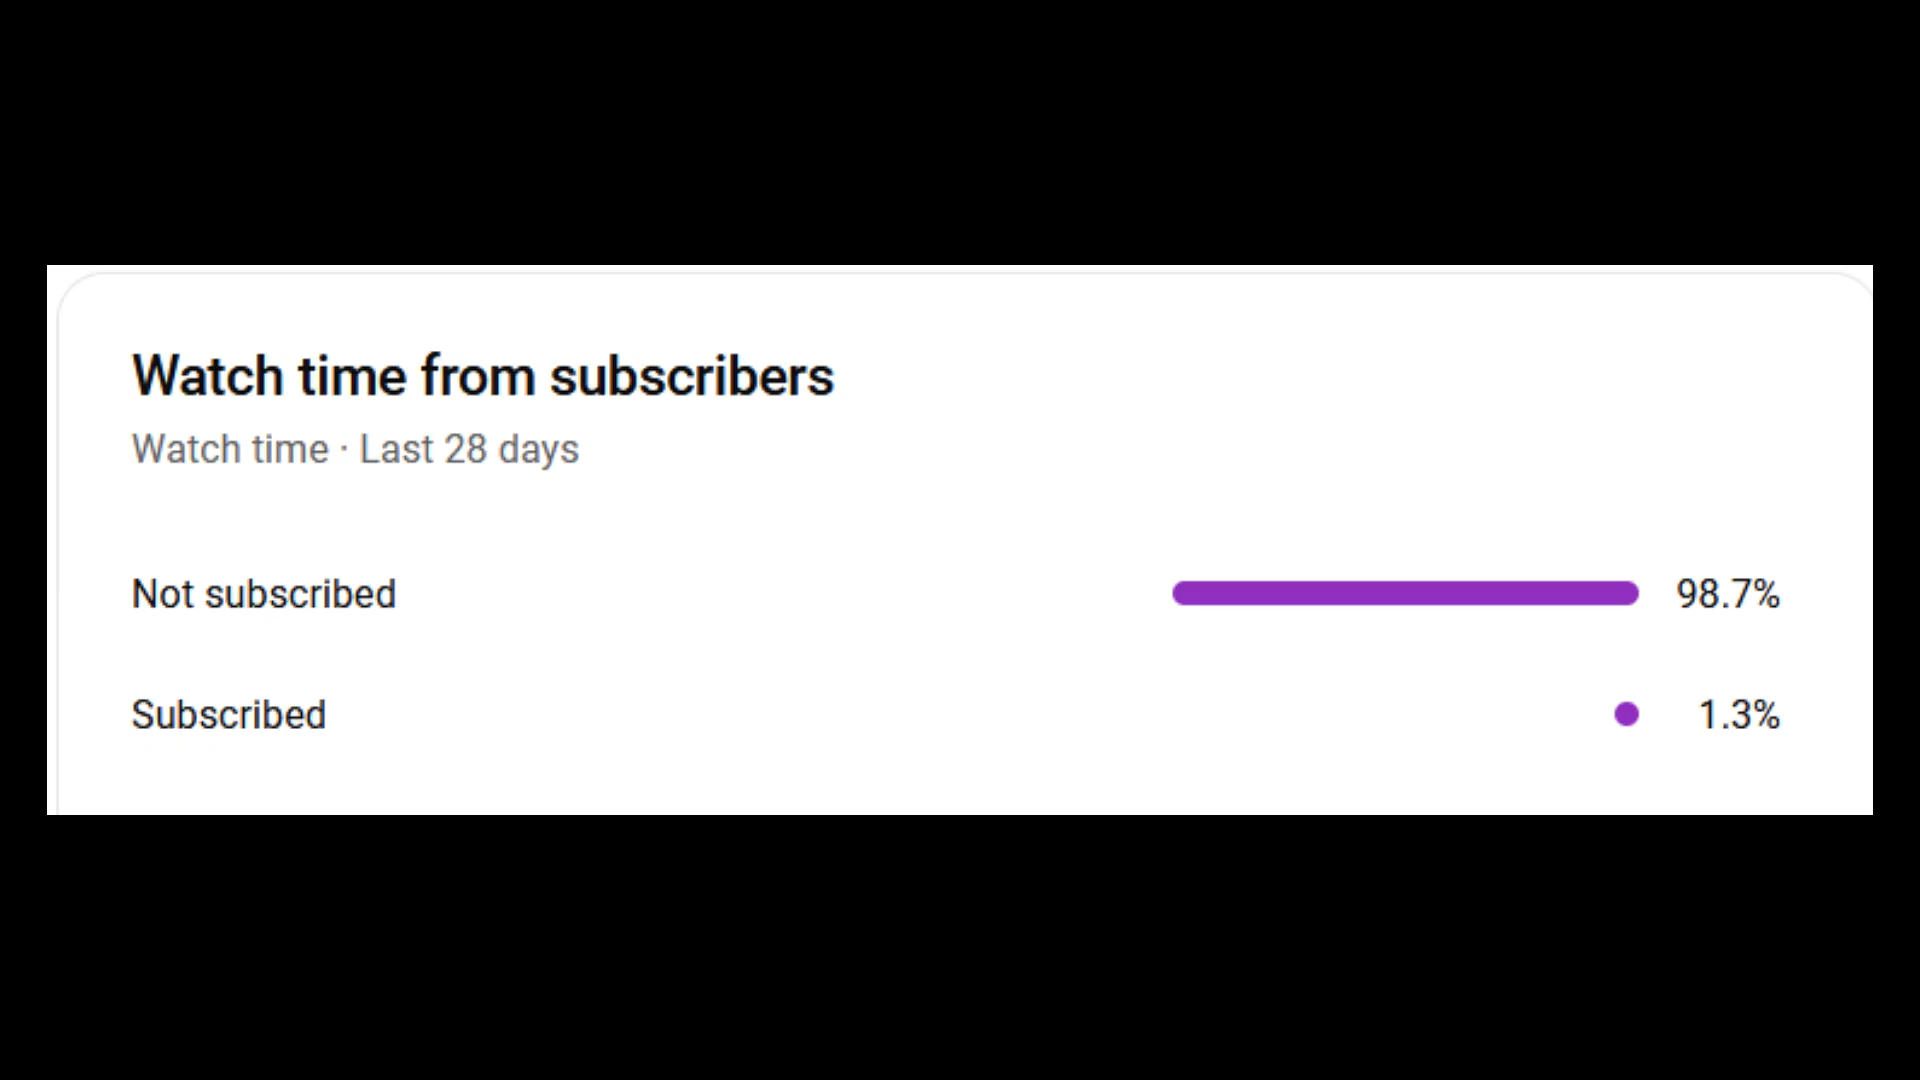 Watch time from subscribers
Watch time · Last 28 days
Not subscribed 98.7%
Subscribed 1.3%